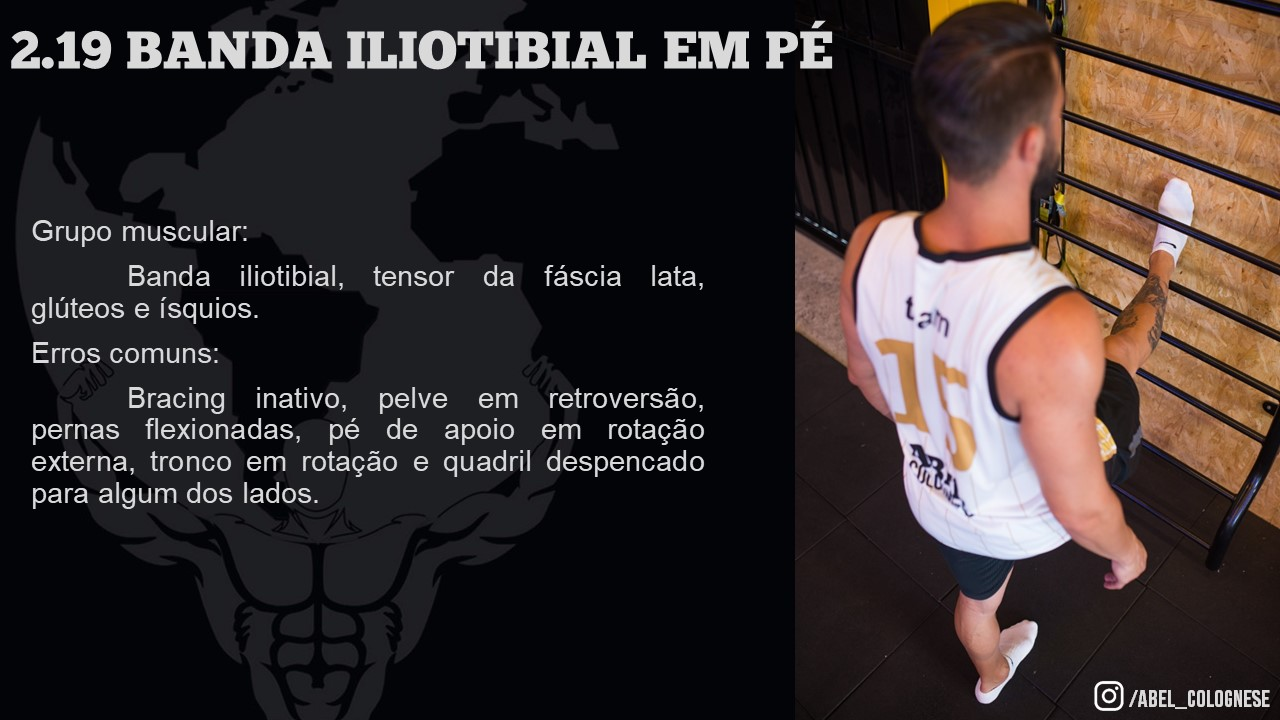 2.19 BANDA ILIOTIBIAL EM PÉ
Grupo muscular:
Banda iliotibial, tensor da fáscia lata,
glúteos e ísquios.
Erros comuns:
Bracing inativo, pelve em retroversão,
pernas flexionadas, pé de apoio em rotação
externa, tronco em rotação e quadril despencado
para algum dos lados.
15
/ABEL_COLOGNESE